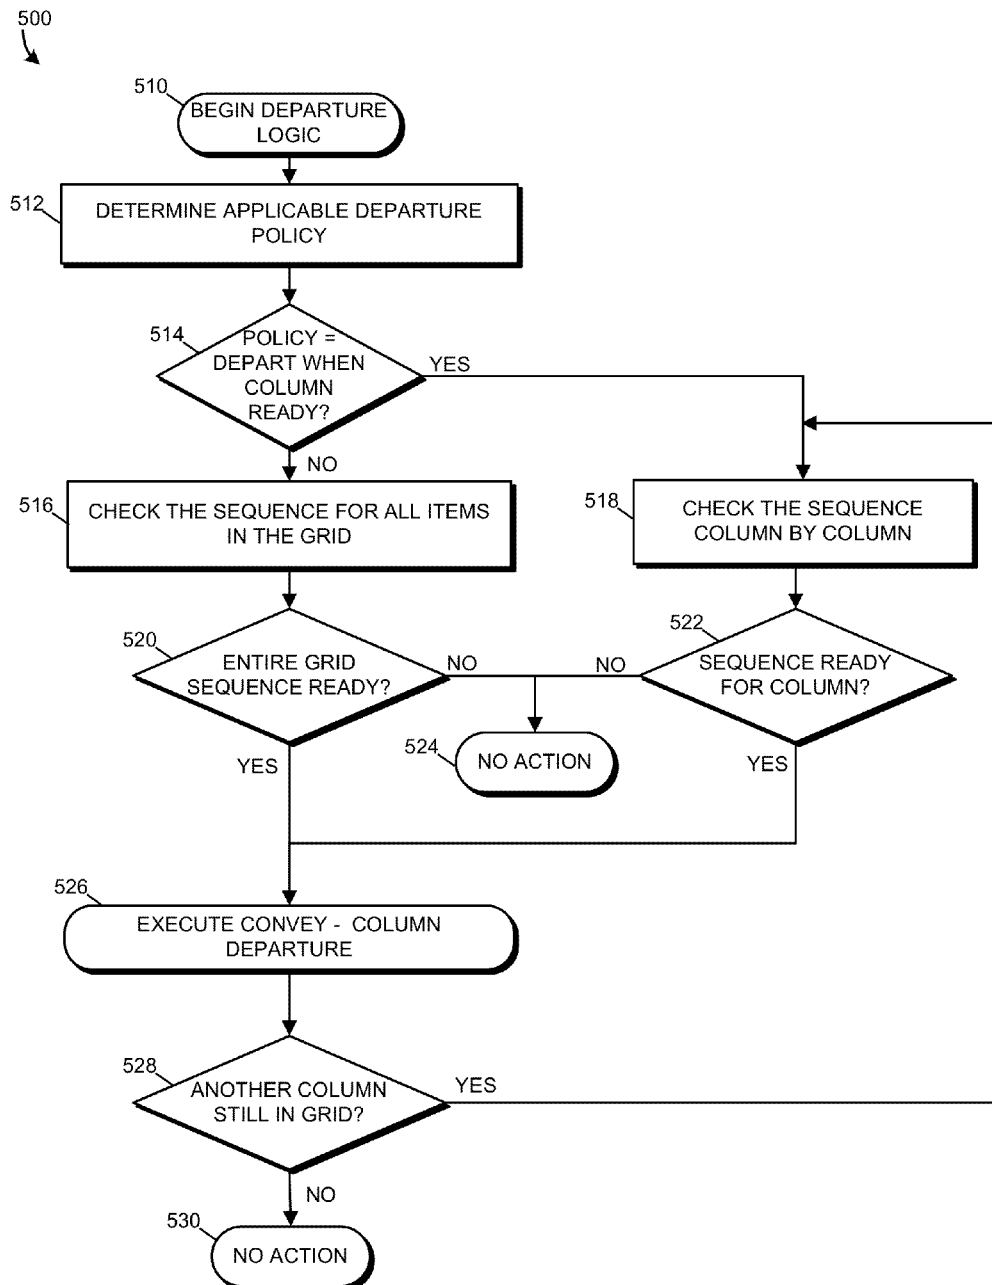 500
510
BEGIN DEPARTURE
LOGIC
512
DETERMINE APPLICABLE DEPARTURE
POLICY
514
POLICY =
DEPART WHEN
COLUMN
READY?
YES
NO
516
CHECK THE SEQUENCE FOR ALL ITEMS
IN THE GRID
518
CHECK THE SEQUENCE
COLUMN BY COLUMN
520
ENTIRE GRID
SEQUENCE READY?
NO
YES
522
SEQUENCE READY
FOR COLUMN?
NO
YES
524
NO ACTION
526
EXECUTE CONVEY - COLUMN
DEPARTURE
528
ANOTHER COLUMN
STILL IN GRID?
YES
NO
530
NO ACTION